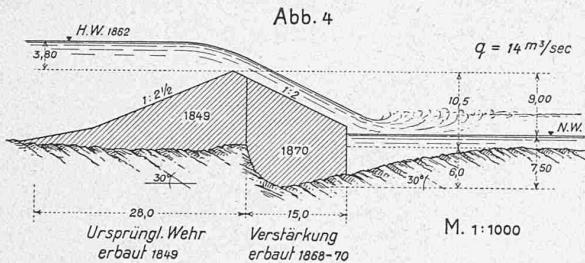 Abb. 4
H.W. 1862
3,80
q = 14 m³/sec
1:2½
1:2
10,5
9,00
1849
N.W.
1870
30°
30°
6,0
7,50
28,0
15,0
M. 1:1000
Ursprüngl. Wehr
erbaut 1849
Verstärkung
erbaut 1868-70